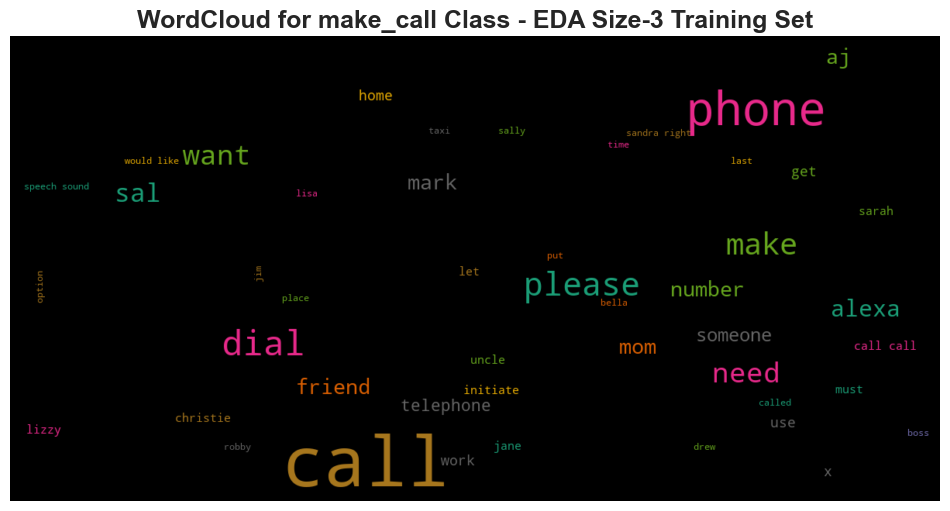 WordCloud for make_call Class - EDA Size-3 Training Set
aj
home
phone
taxi
sally
sandra right
time
want
would like
last
get
mark
speech sound
sal
lisa
sarah
make
put
let
jim
option
please
number
place
bella
alexa
someone
dial
mom
call call
uncle
need
friend
initiate
must
telephone
called
christie
use
lizzy
boss
robby
jane
drew
call
work
x